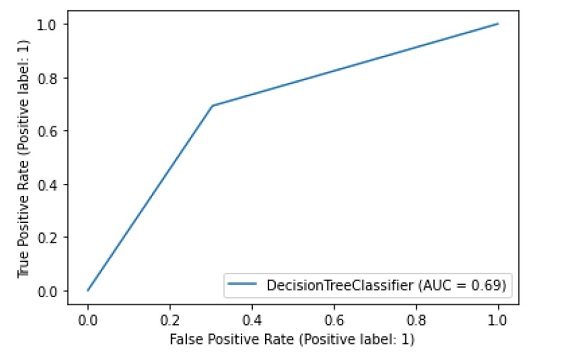 1.0
0.8
0.6
0.4
0.2
0.0
True Positive Rate (Positive label: 1)
DecisionTreeClassifier (AUC = 0.69)
0.0 0.2 0.4 0.6 0.8 1.0
False Positive Rate (Positive label: 1)